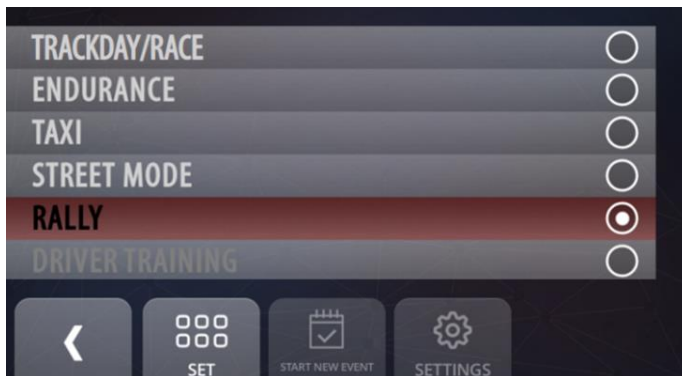 TRACKDAY/RACE
ENDURANCE
TAXI
STREET MODE
RALLY
DRIVER TRAINING
SET
START NEW EVENT
SETTINGS